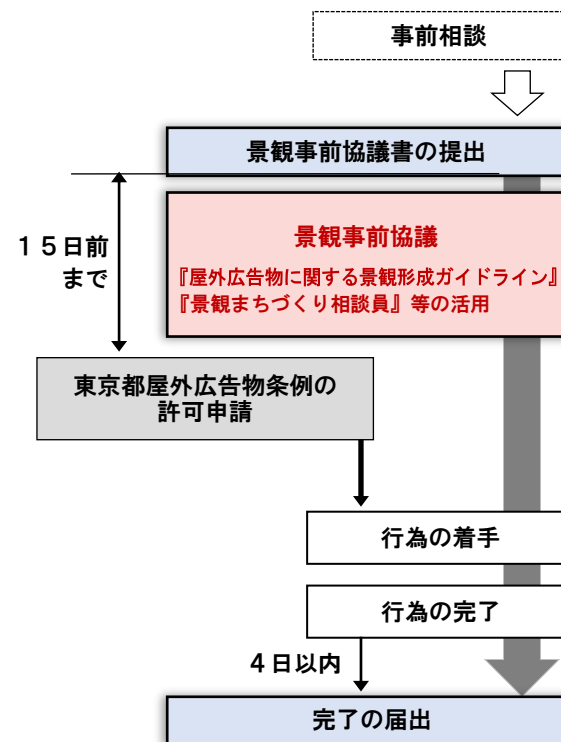 事前相談
景観事前協議書の提出
15日前
まで
景観事前協議
『屋外広告物に関する景観形成ガイドライン』
『景観まちづくり相談員』等の活用
東京都屋外広告物条例の
許可申請
行為の着手
行為の完了
4日以内
完了の届出